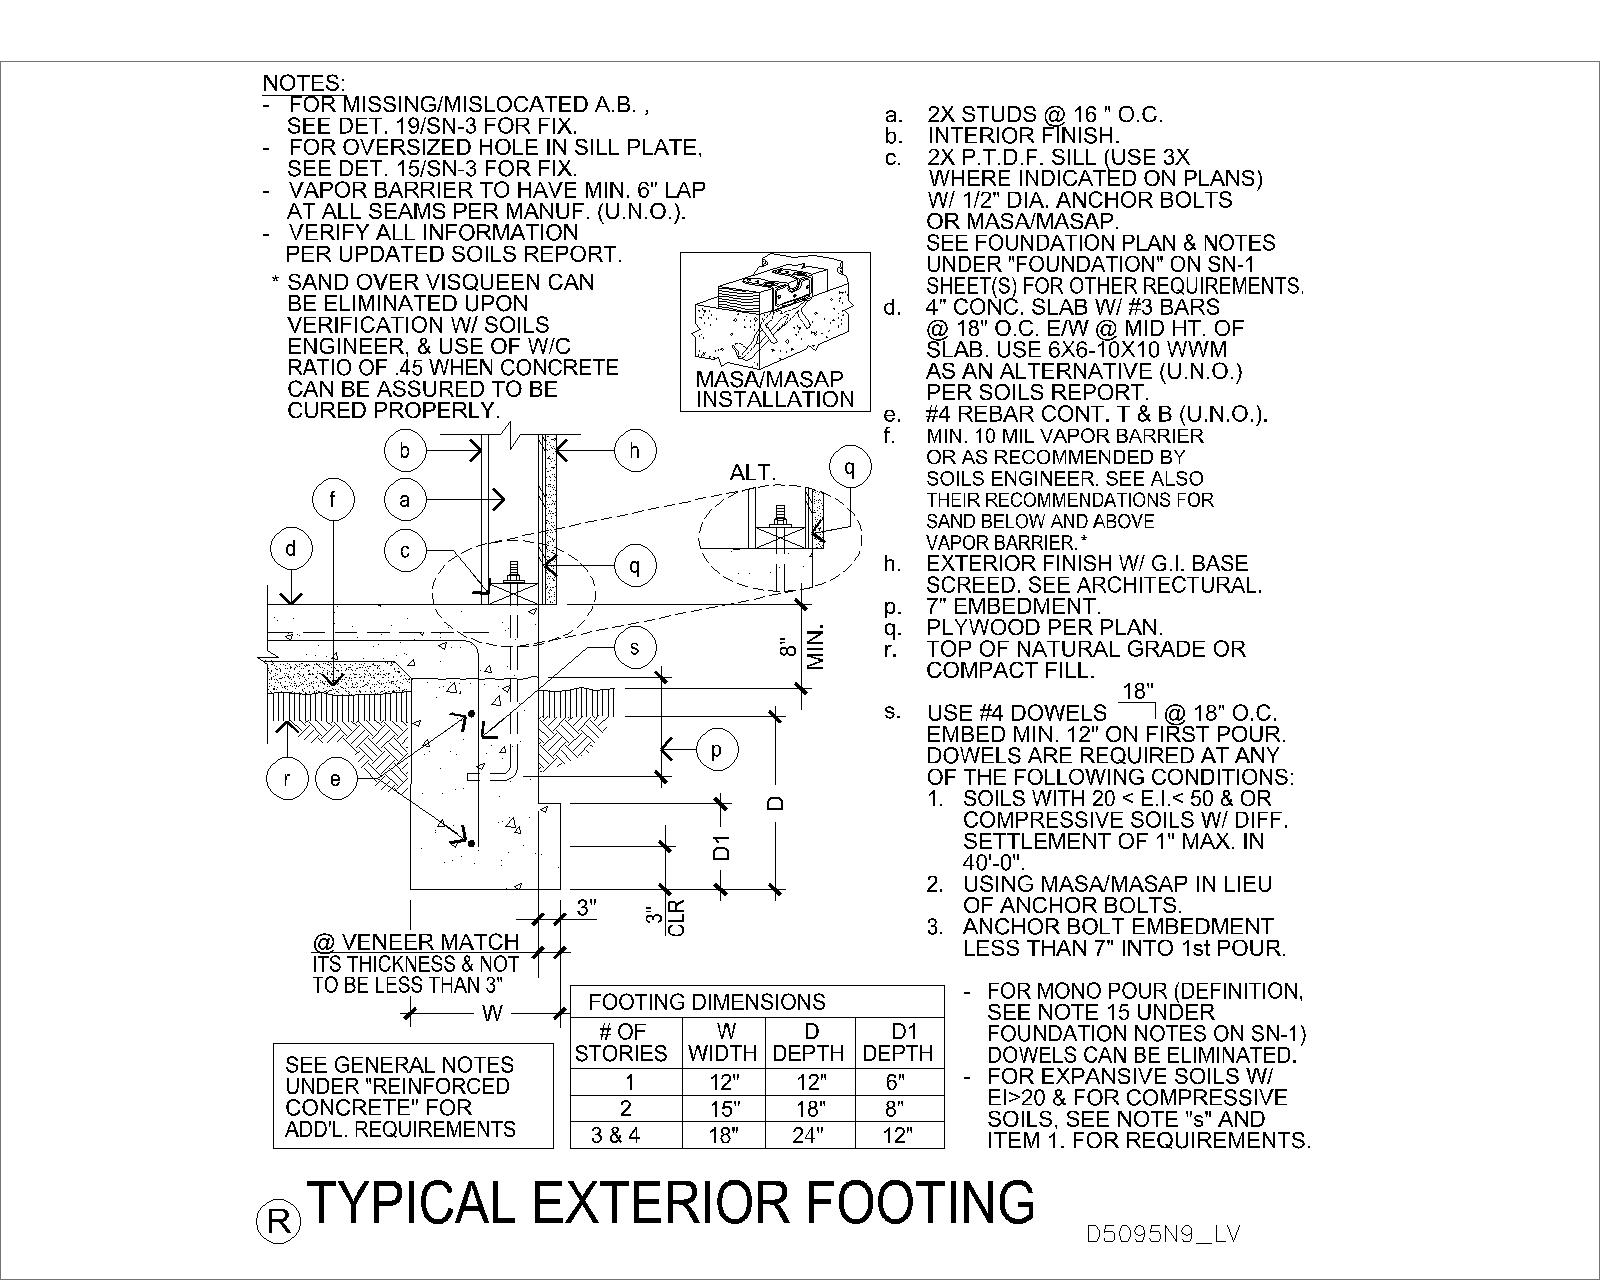 NOTES:
- FOR MISSING/MISLOCATED A.B. ,
SEE DET. 19/SN-3 FOR FIX.
- FOR OVERSIZED HOLE IN SILL PLATE,
SEE DET. 15/SN-3 FOR FIX.
- VAPOR BARRIER TO HAVE MIN. 6" LAP
AT ALL SEAMS PER MANUF. (U.N.O.).
- VERIFY ALL INFORMATION
PER UPDATED SOILS REPORT.
* SAND OVER VISQUEEN CAN
BE ELIMINATED UPON
VERIFICATION W/ SOILS
ENGINEER, & USE OF W/C
RATIO OF .45 WHEN CONCRETE
CAN BE ASSURED TO BE
CURED PROPERLY.
MASA/MASAP
INSTALLATION
a. 2X STUDS @ 16 " O.C.
b. INTERIOR FINISH.
c. 2X P.T.D.F. SILL (USE 3X
WHERE INDICATED ON PLANS)
W/ 1/2" DIA. ANCHOR BOLTS
OR MASA/MASAP.
SEE FOUNDATION PLAN & NOTES
UNDER "FOUNDATION" ON SN-1
SHEET(S) FOR OTHER REQUIREMENTS.
d. 4" CONC. SLAB W/ #3 BARS
@ 18" O.C. E/W @ MID HT. OF
SLAB. USE 6X6-10X10 WWM
AS AN ALTERNATIVE (U.N.O.)
PER SOILS REPORT.
e. #4 REBAR CONT. T & B (U.N.O.).
f. MIN. 10 MIL VAPOR BARRIER
OR AS RECOMMENDED BY
SOILS ENGINEER. SEE ALSO
THEIR RECOMMENDATIONS FOR
SAND BELOW AND ABOVE
VAPOR BARRIER.*
h. EXTERIOR FINISH W/ G.I. BASE
SCREED. SEE ARCHITECTURAL.
p. 7" EMBEDMENT.
q. PLYWOOD PER PLAN.
r. TOP OF NATURAL GRADE OR
COMPACT FILL.
18"
s. USE #4 DOWELS @ 18" O.C.
EMBED MIN. 12" ON FIRST POUR.
DOWELS ARE REQUIRED AT ANY
OF THE FOLLOWING CONDITIONS:
1. SOILS WITH 20 < E.I.< 50 & OR
COMPRESSIVE SOILS W/ DIFF.
SETTLEMENT OF 1" MAX. IN
40'-0".
2. USING MASA/MASAP IN LIEU
OF ANCHOR BOLTS.
3. ANCHOR BOLT EMBEDMENT
LESS THAN 7" INTO 1st POUR.
- FOR MONO POUR (DEFINITION,
SEE NOTE 15 UNDER
FOUNDATION NOTES ON SN-1)
DOWELS CAN BE ELIMINATED.
- FOR EXPANSIVE SOILS W/
EI>20 & FOR COMPRESSIVE
SOILS, SEE NOTE "s" AND
ITEM 1. FOR REQUIREMENTS.
b
h
ALT.
q
f
a
d
c
q
s
8"
MIN.
p
r
e
D
D1
3"
3"
CLR
@ VENEER MATCH
ITS THICKNESS & NOT
TO BE LESS THAN 3"
W
SEE GENERAL NOTES
UNDER "REINFORCED
CONCRETE" FOR
ADD'L. REQUIREMENTS
FOOTING DIMENSIONS
# OF STORIES W WIDTH D DEPTH D1 DEPTH
1 12" 12" 6"
2 15" 18" 8"
3 & 4 18" 24" 12"
R TYPICAL EXTERIOR FOOTING
D5095N9_LV